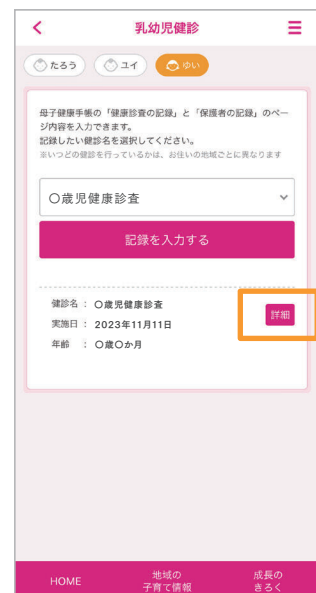 乳幼児健診
たろう ユイ ゆい
母子健康手帳の「健康診査の記録」と「保護者の記録」のペー
ジ内容を入力できます。
記録したい健診名を選択してください。
※いつどの健診を行っているかは、お住いの地域ごとに異なります
〇歳児健康診査
記録を入力する
健診名 : 〇歳児健康診査
実施日 : 2023年11月11日
年齢 : 〇歳〇か月
詳細
HOME
地域の
子育て情報
成長の
きろく